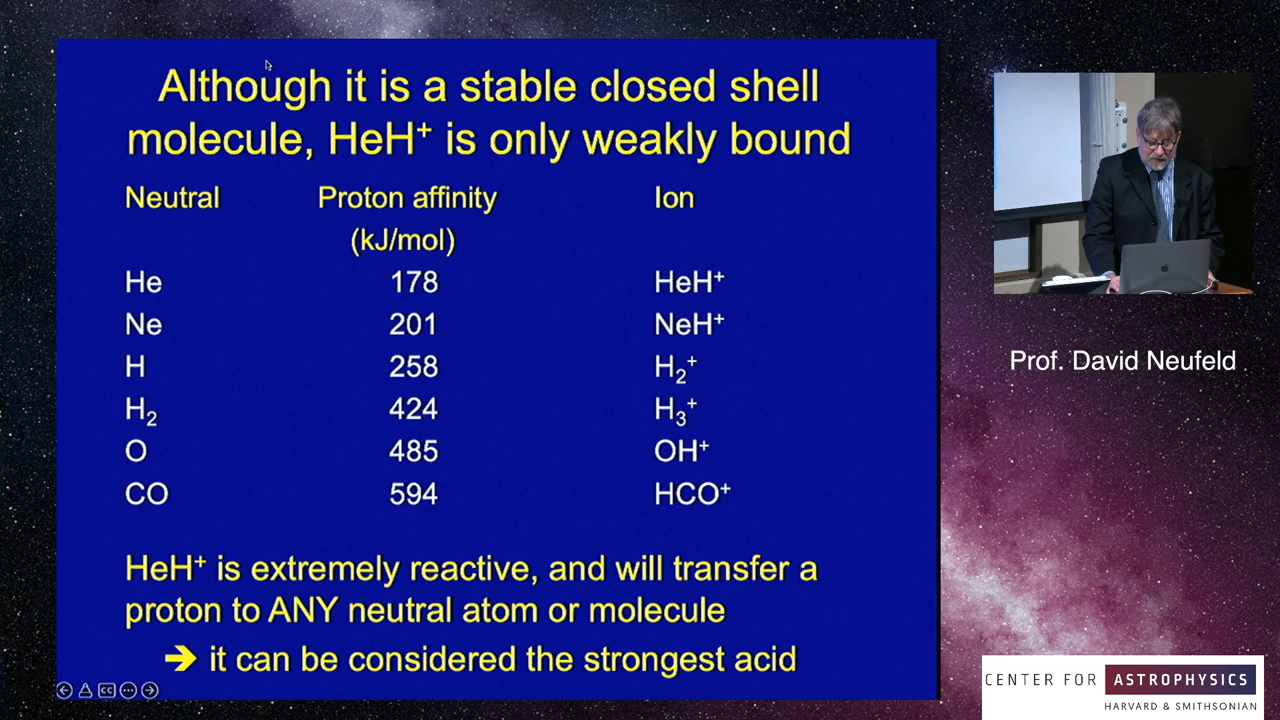 Although it is a stable closed shell
molecule, HeH⁺ is only weakly bound
Neutral Proton affinity Ion
(kJ/mol)
He 178 HeH⁺
Ne 201 NeH⁺
H 258 H₂⁺
H₂ 424 H₃⁺
O 485 OH⁺
CO 594 HCO⁺
HeH⁺ is extremely reactive, and will transfer a
proton to ANY neutral atom or molecule
➔ it can be considered the strongest acid
Prof. David Neufeld
CENTER FOR ASTROPHYSICS
HARVARD & SMITHSONIAN